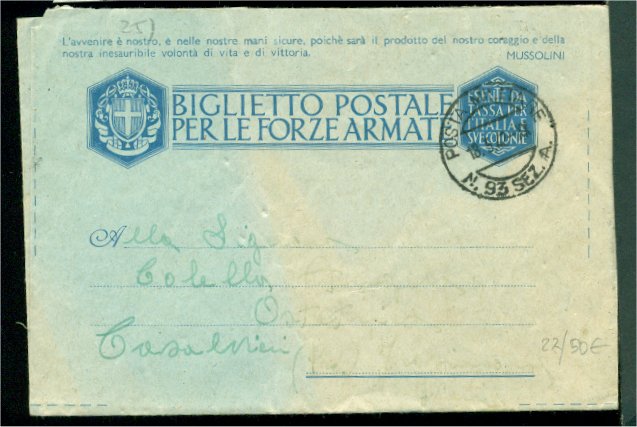 25)
L'avvenire è nostro, è nelle nostre mani sicure, poichè sarà il prodotto del nostro coraggio e della
nostra inesauribile volontà di vita e di vittoria.
MUSSOLINI
BIGLIETTO POSTALE
PER LE FORZE ARMATE
ESENTE DA
TASSA PER
L'ITALIA E
SVE COLONIE
POSTA MILITARE
N. 93 SEZ. A.
Alla
Colella
Casalvieri
22/50€